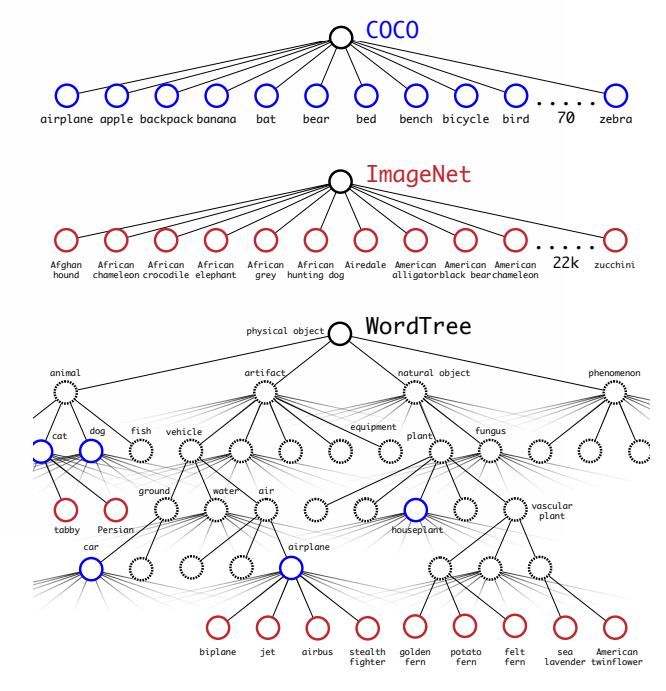 COCO
airplane apple backpack banana bat bear bed bench bicycle bird ..... 70 zebra
ImageNet
Afghan hound
African chameleon
African crocodile
African elephant
African grey
African hunting dog
Airedale
American alligator
American black bear
American chameleon
..... 22k
zucchini
WordTree
physical object
animal artifact natural object phenomenon
cat dog fish vehicle equipment plant fungus
tabby Persian ground water air houseplant vascular plant
car airplane
biplane
jet
airbus
stealth fighter
golden fern
potato fern
felt fern
sea lavender
American twinflower